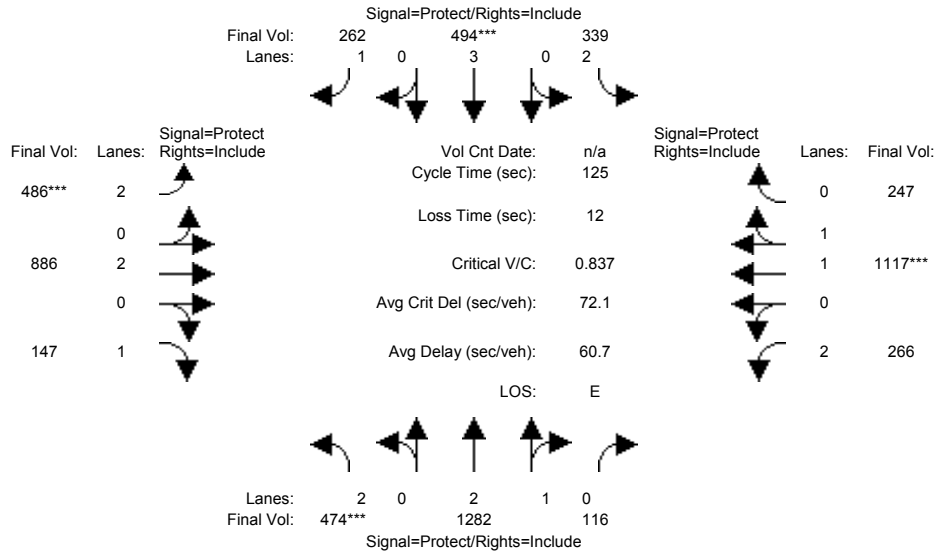 Signal=Protect/Rights=Include
Final Vol: 262 494*** 339
Lanes: 1 0 3 0 2
Signal=Protect Signal=Protect
Final Vol: Lanes: Rights=Include Vol Cnt Date: n/a Rights=Include Lanes: Final Vol:
Cycle Time (sec): 125
486*** 2 0 247
Loss Time (sec): 12
0 1
886 2 Critical V/C: 0.837 1 1117***
0 Avg Crit Del (sec/veh): 72.1 0
147 1 Avg Delay (sec/veh): 60.7 2 266
LOS: E
Lanes: 2 0 2 1 0
Final Vol: 474*** 1282 116
Signal=Protect/Rights=Include